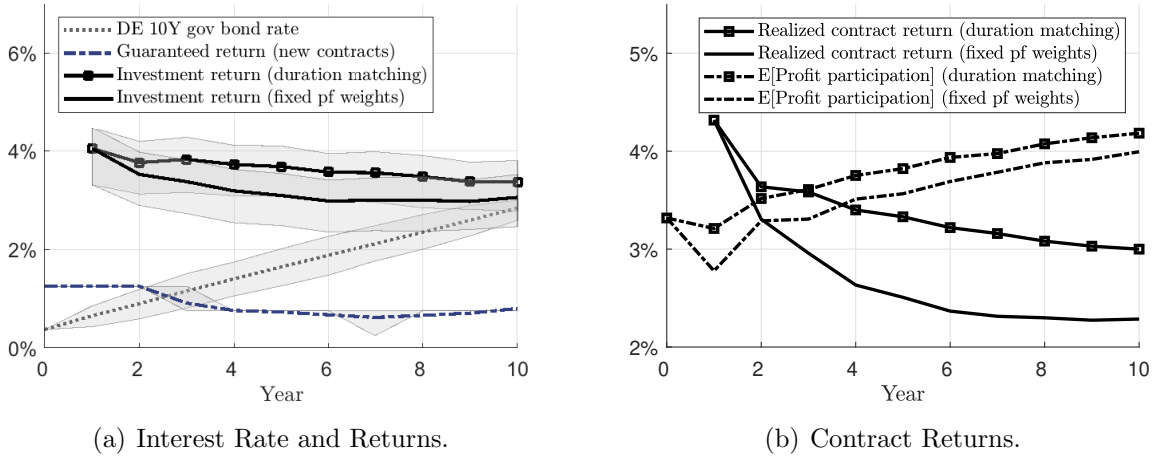 DE 10Y gov bond rate
Guaranteed return (new contracts)
Investment return (duration matching)
Investment return (fixed pf weights)
6%
4%
2%
0%
0 2 4 6 8 10
Year
(a) Interest Rate and Returns.
Realized contract return (duration matching)
Realized contract return (fixed pf weights)
E[Profit participation] (duration matching)
E[Profit participation] (fixed pf weights)
5%
4%
3%
2%
0 2 4 6 8 10
Year
(b) Contract Returns.